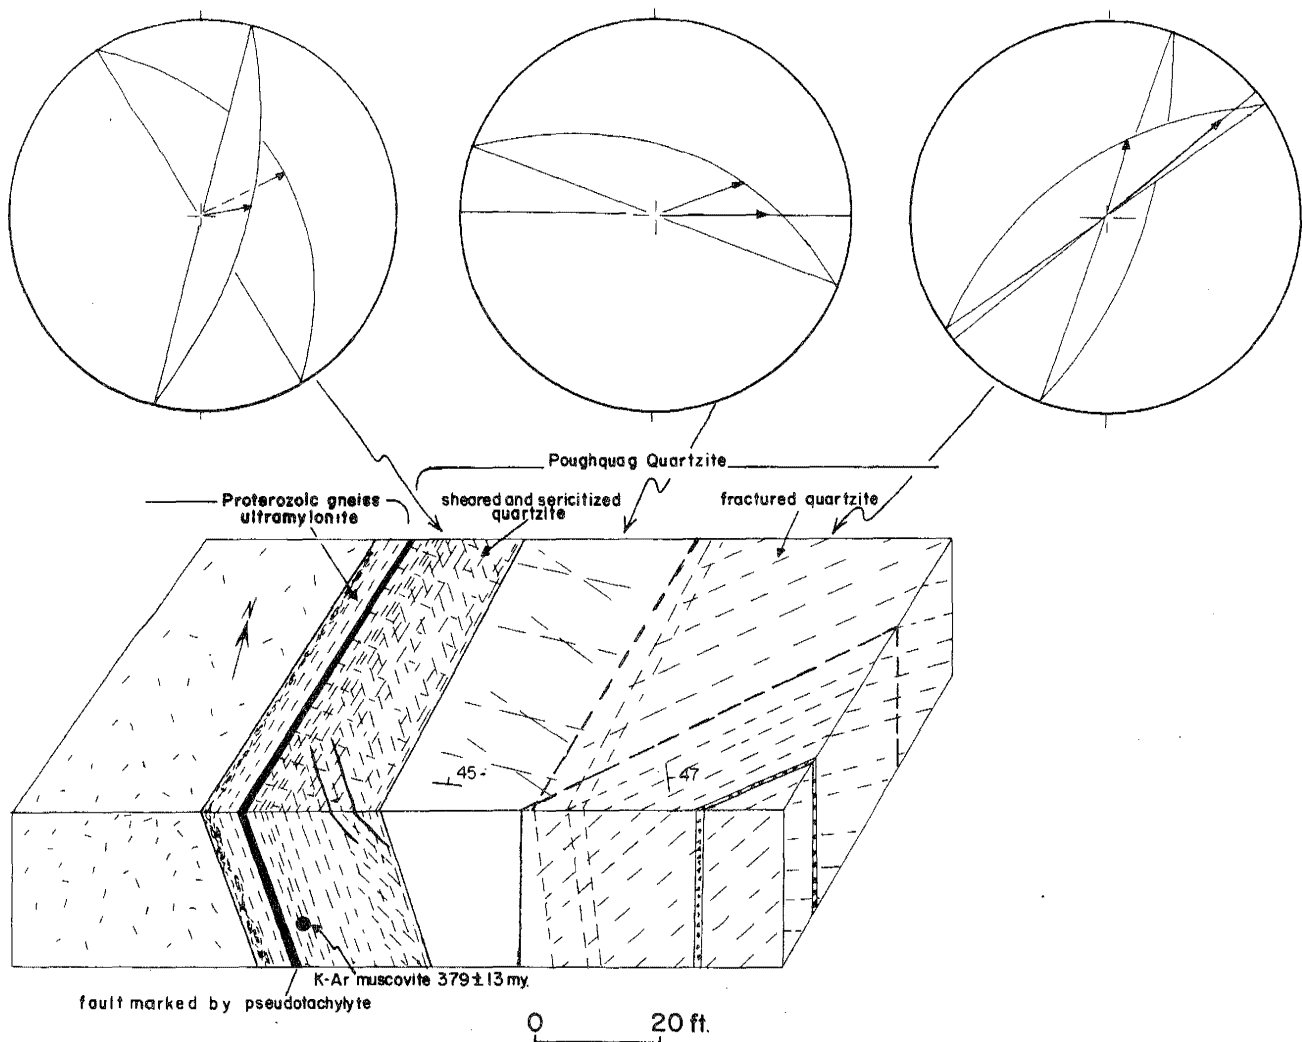 Poughquag Quartzite
Proterozoic gneiss
ultramylonite
sheared and sericitized
quartzite
fractured quartzite
N
45
47
K-Ar muscovite 379±13 my.
fault marked by pseudotachylyte
0 20 ft.